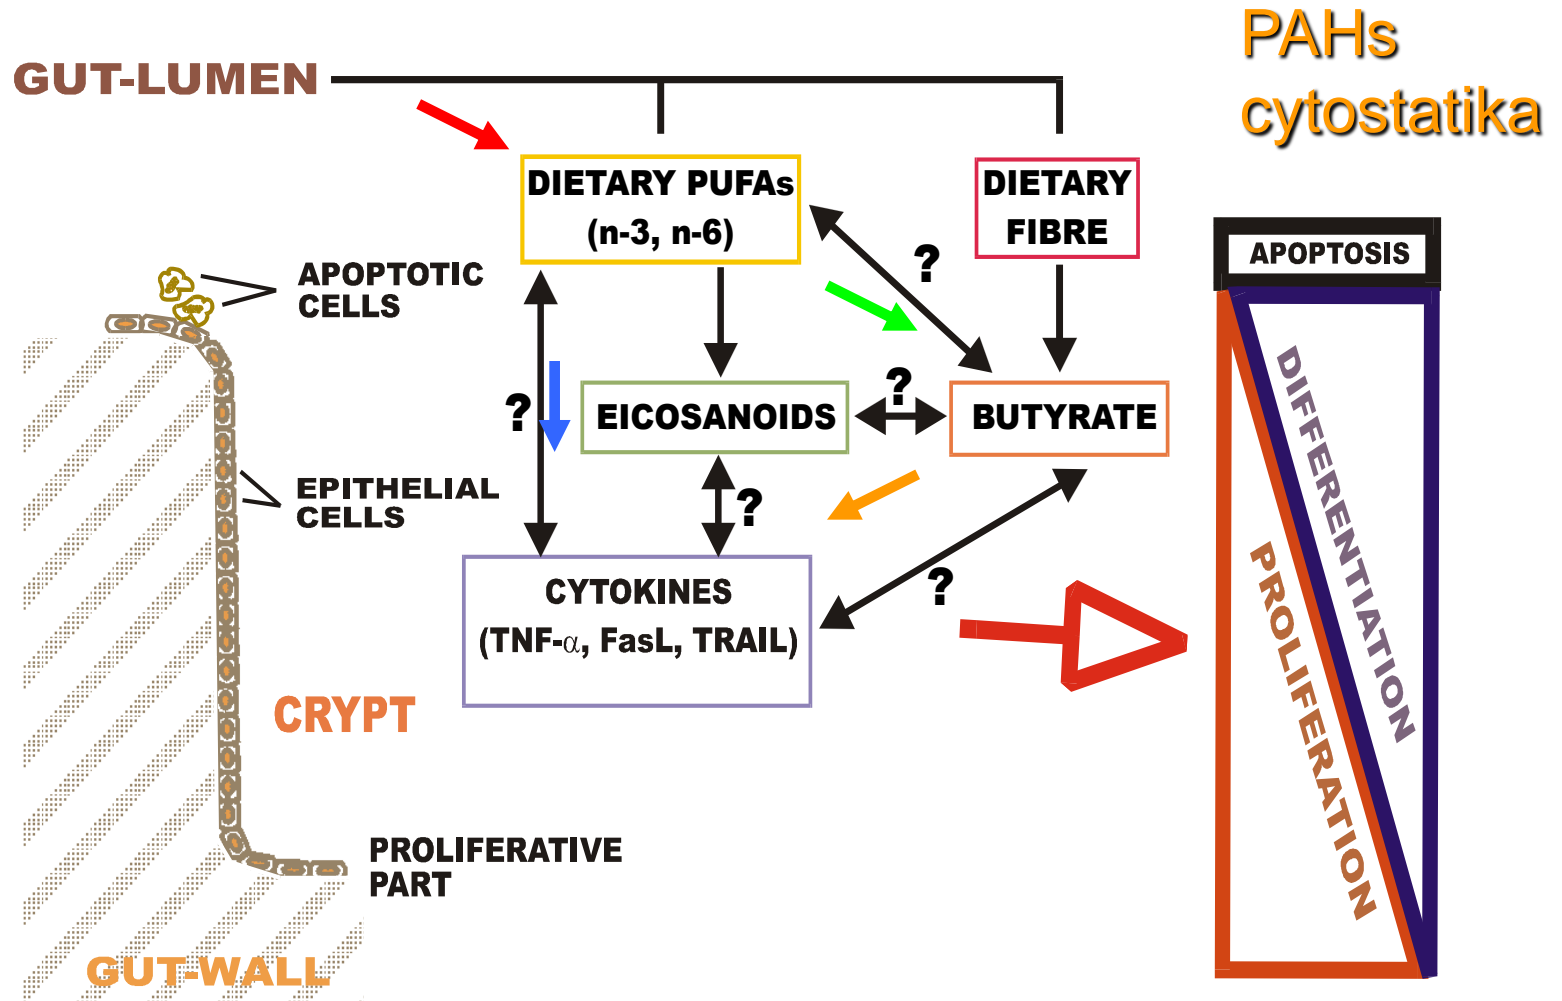 PAHs
cytostatika
GUT-LUMEN
DIETARY PUFAs
(n-3, n-6)
DIETARY
FIBRE
?
APOPTOSIS
APOPTOTIC
CELLS
?
EICOSANOIDS
?
BUTYRATE
DIFFERENTIATION
EPITHELIAL
CELLS
?
CYTOKINES
(TNF-α, FasL, TRAIL)
?
PROLIFERATION
CRYPT
PROLIFERATIVE
PART
GUT-WALL